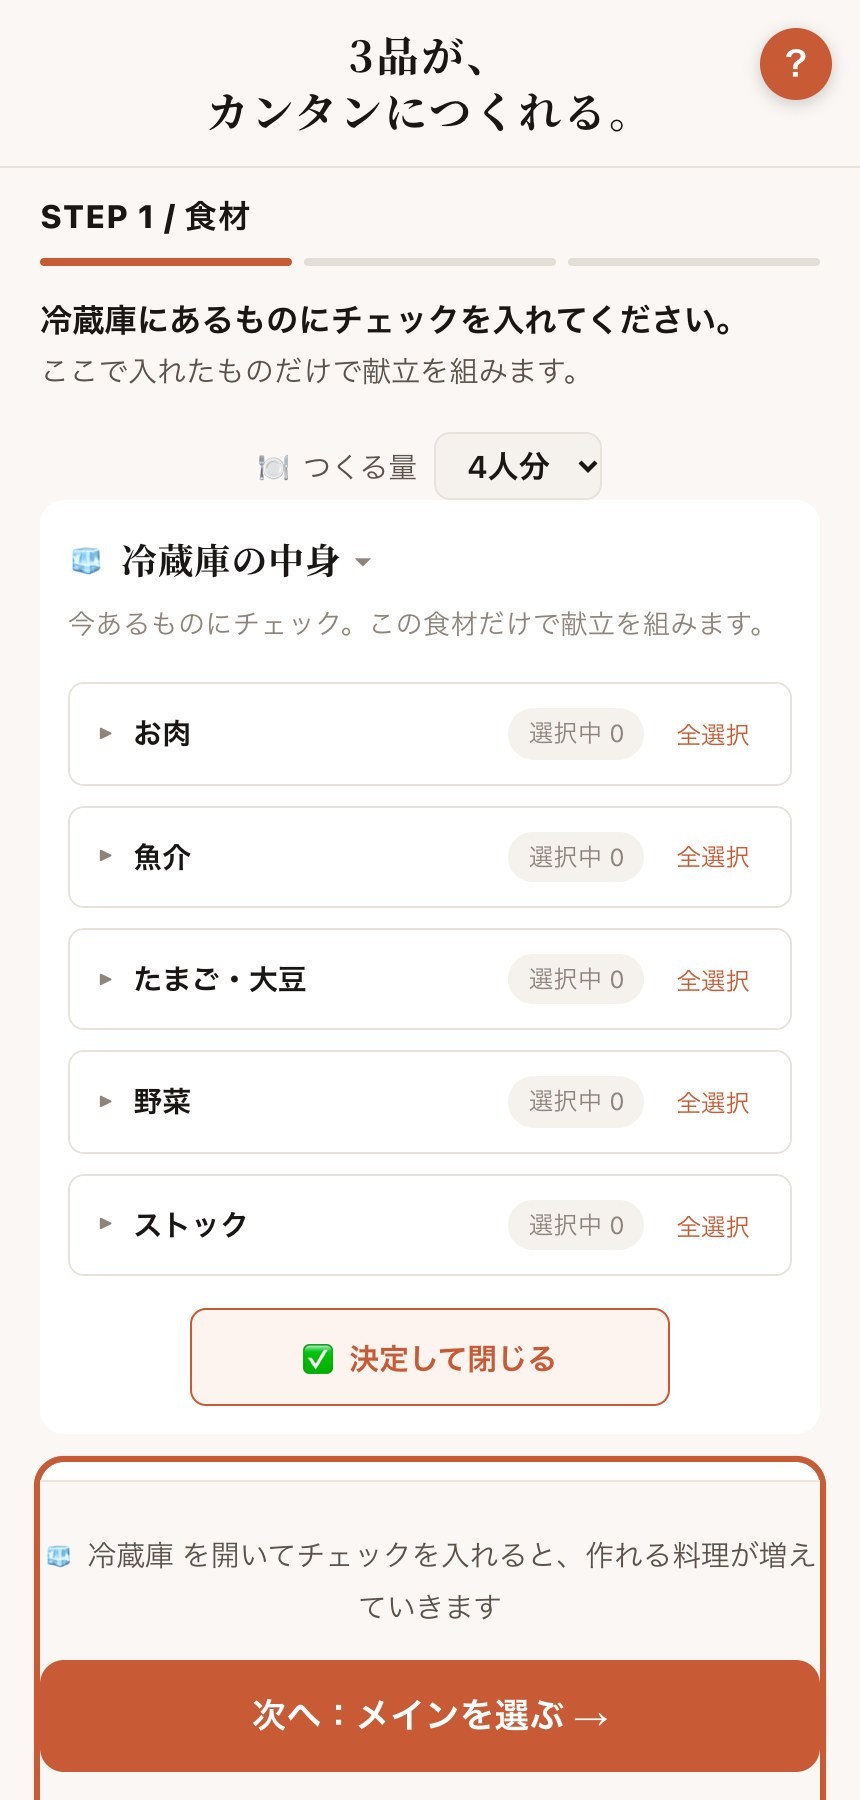 3品が、
カンタンにつくれる。
?
STEP 1 / 食材
冷蔵庫にあるものにチェックを入れてください。
ここで入れたものだけで献立を組みます。
🍽️ つくる量 4人分
🧊 冷蔵庫の中身
今あるものにチェック。この食材だけで献立を組みます。
お肉 選択中 0 全選択
魚介 選択中 0 全選択
たまご・大豆 選択中 0 全選択
野菜 選択中 0 全選択
ストック 選択中 0 全選択
✅ 決定して閉じる
🧊 冷蔵庫 を開いてチェックを入れると、作れる料理が増え
ていきます
次へ：メインを選ぶ →